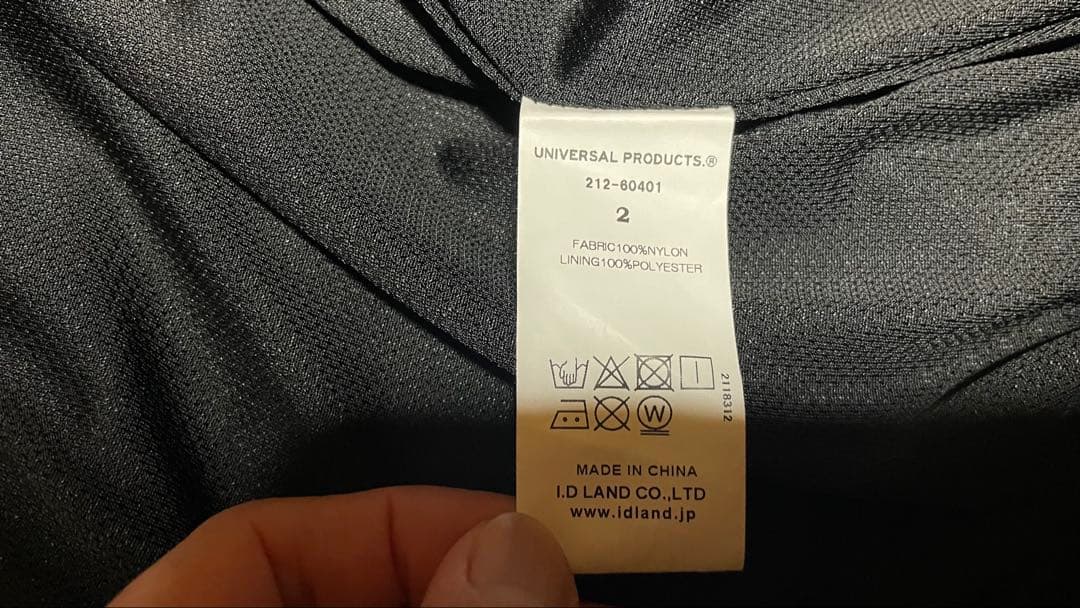 UNIVERSAL PRODUCTS.®
212-60401
2
FABRIC100%NYLON
LINING100%POLYESTER
2118312
W
MADE IN CHINA
I.D LAND CO.,LTD
www.idland.jp